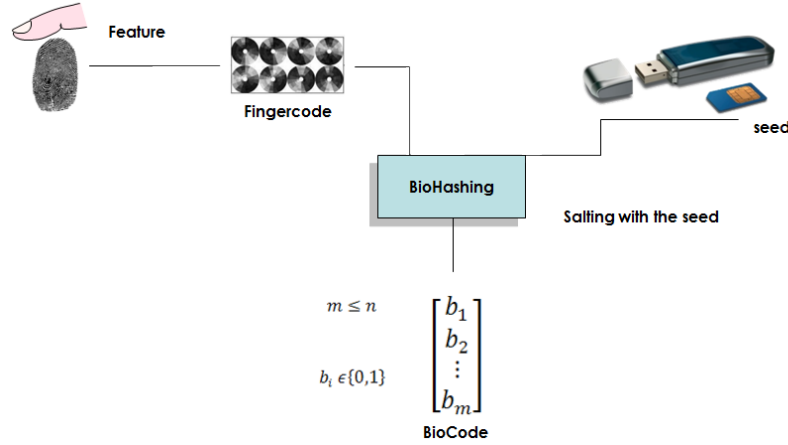 Feature
Fingercode
seed
BioHashing
Salting with the seed
m ≤ n
b₁
b₂
⋮
bₘ
bᵢ ϵ{0,1}
BioCode